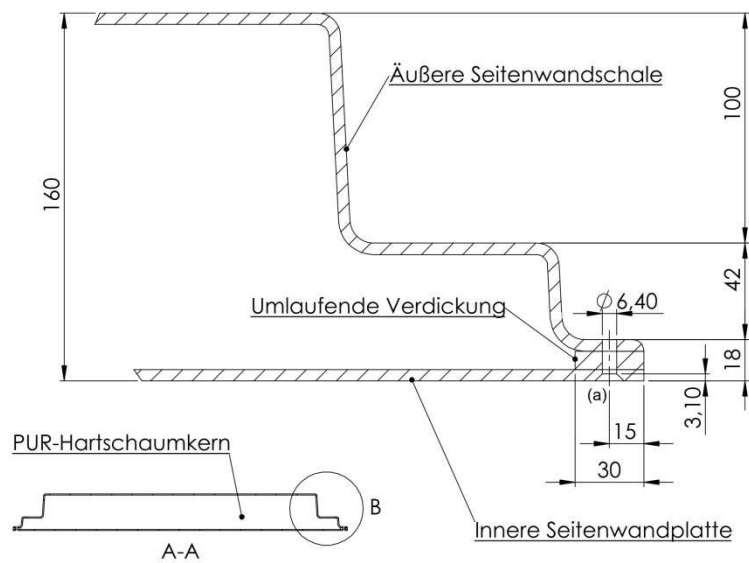 Äußere Seitenwandschale
160
100
42
Umlaufende Verdickung
∅ 6,40
18
(a)
3,10
15
30
PUR-Hartschaumkern
B
A-A
Innere Seitenwandplatte